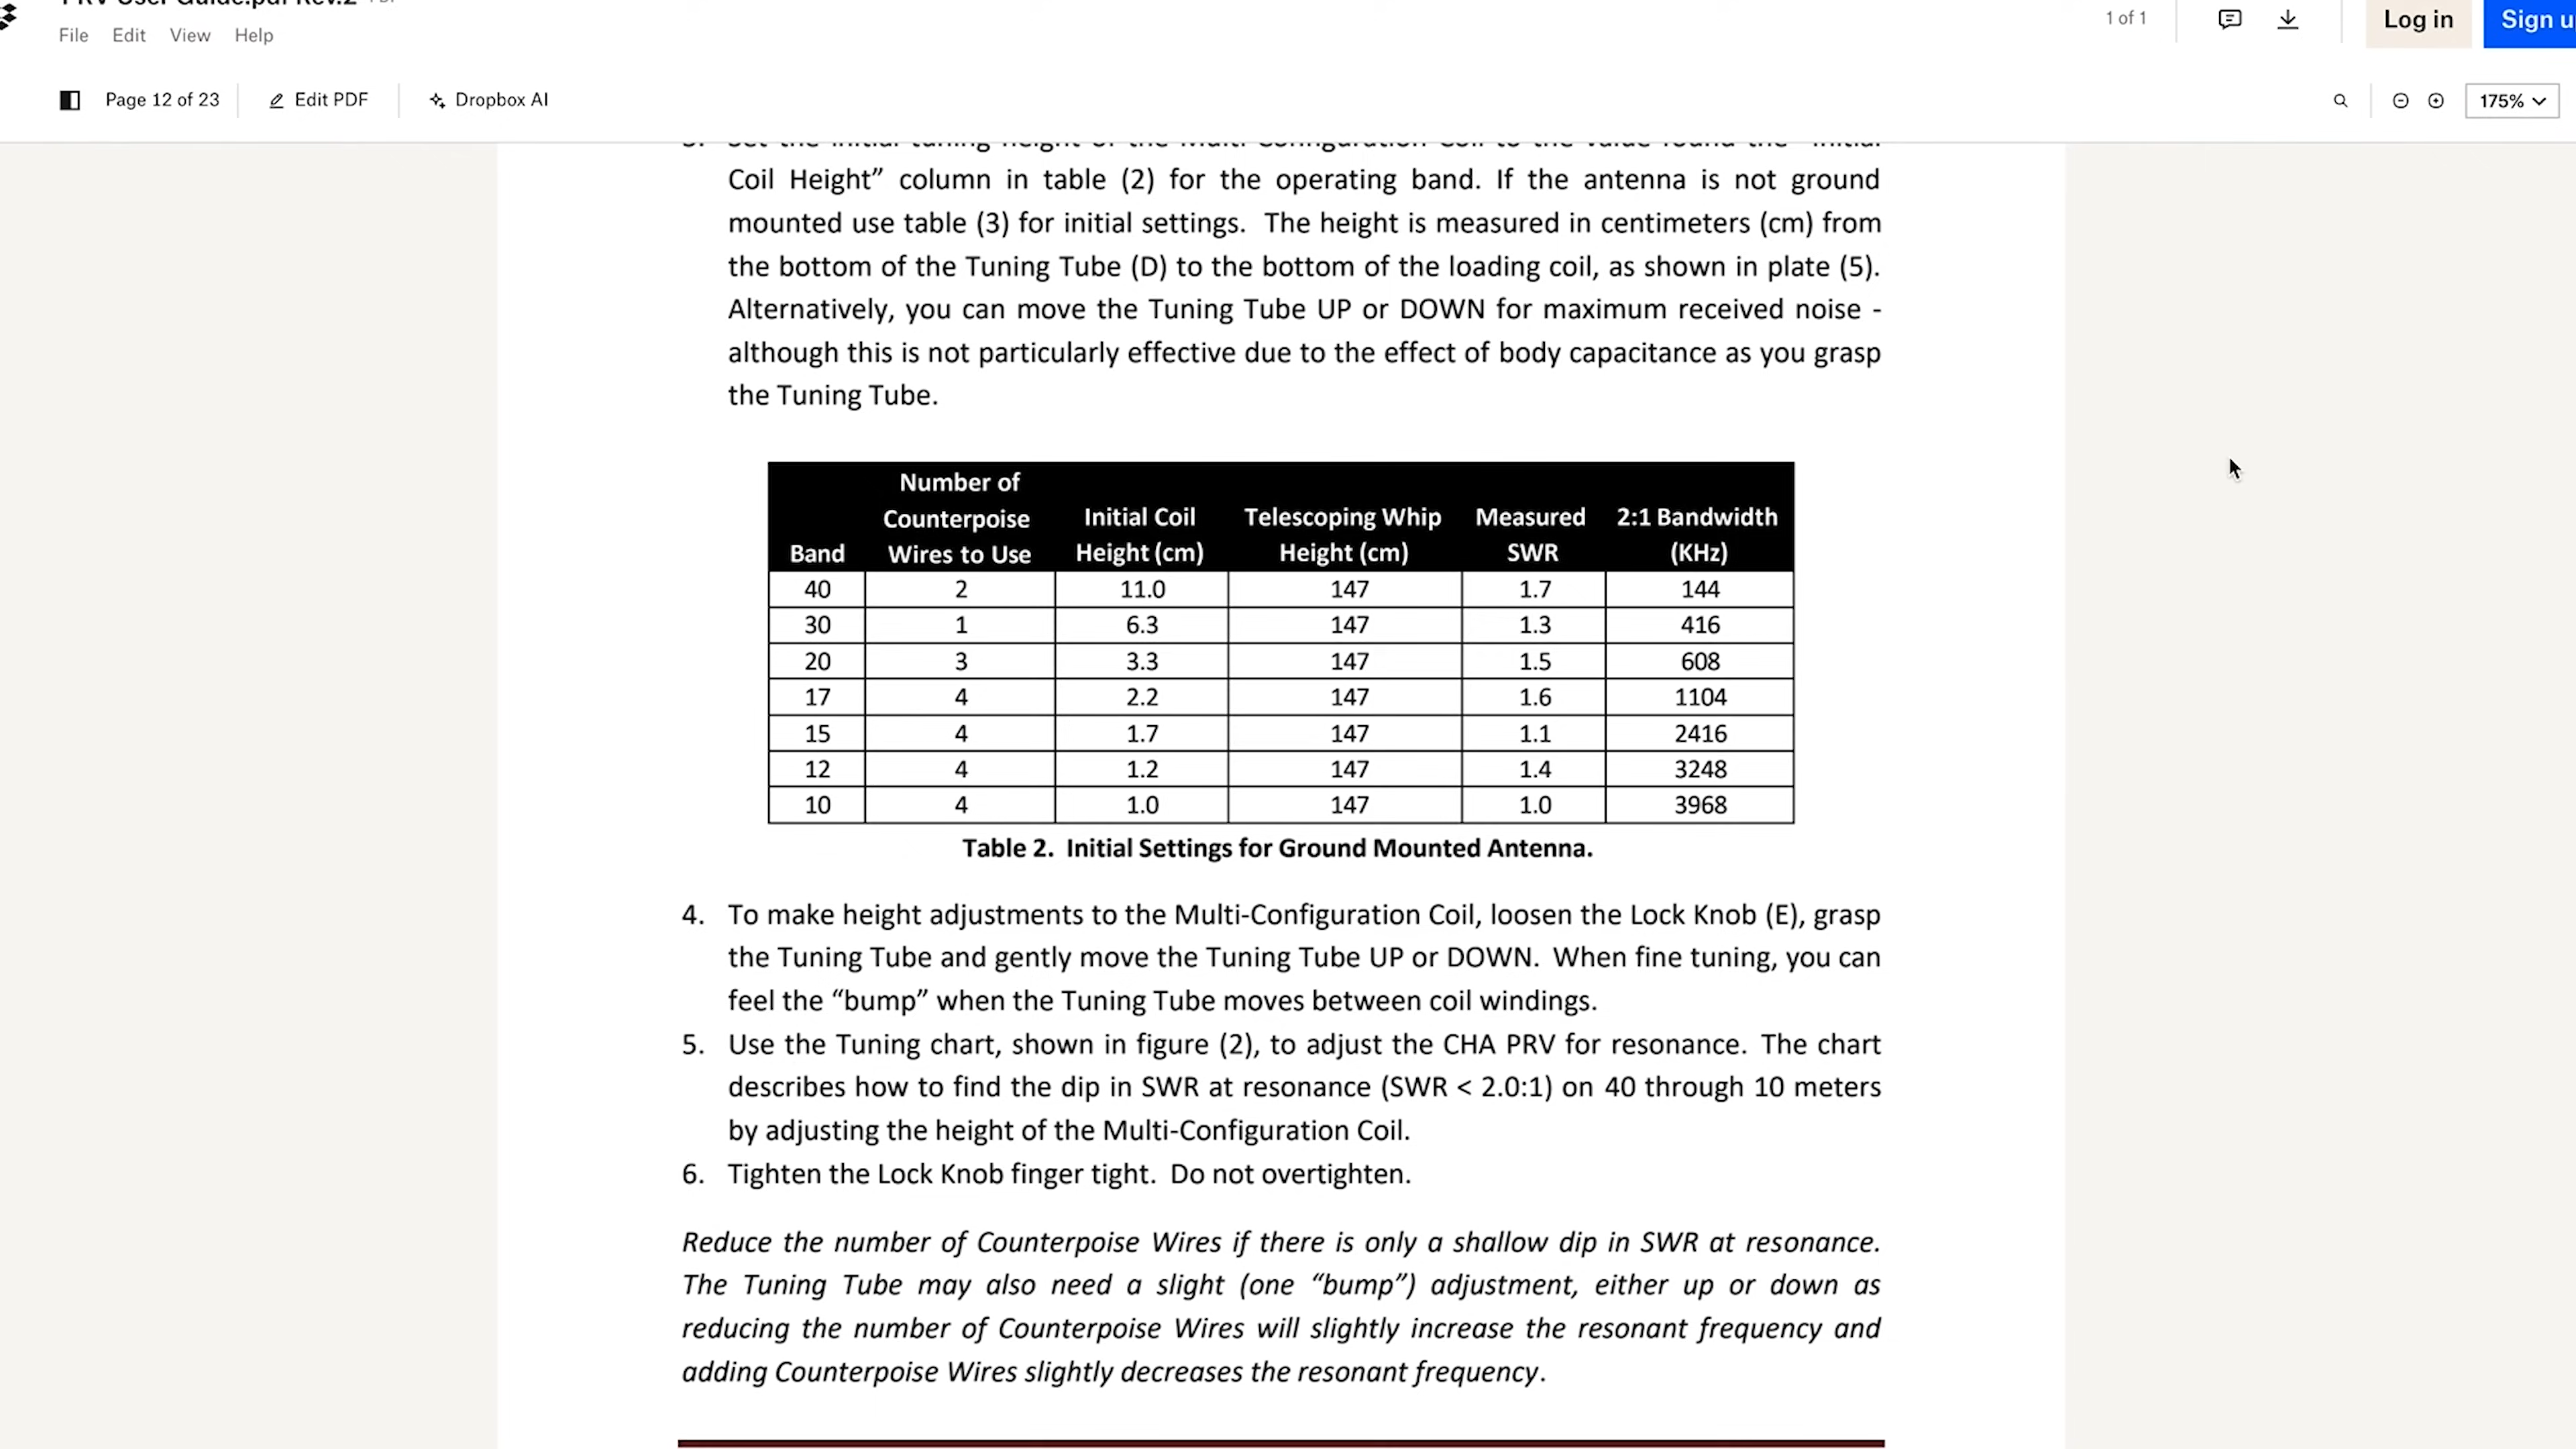 PRV User Guide.pdf Rev.2 PDF
File Edit View Help
1 of 1
Log in
Sign u
Page 12 of 23
Edit PDF
Dropbox AI
175%
Coil Height” column in table (2) for the operating band. If the antenna is not ground
mounted use table (3) for initial settings. The height is measured in centimeters (cm) from
the bottom of the Tuning Tube (D) to the bottom of the loading coil, as shown in plate (5).
Alternatively, you can move the Tuning Tube UP or DOWN for maximum received noise -
although this is not particularly effective due to the effect of body capacitance as you grasp
the Tuning Tube.
Band | Number of Counterpoise Wires to Use | Initial Coil Height (cm) | Telescoping Whip Height (cm) | Measured SWR | 2:1 Bandwidth (KHz)
40 | 2 | 11.0 | 147 | 1.7 | 144
30 | 1 | 6.3 | 147 | 1.3 | 416
20 | 3 | 3.3 | 147 | 1.5 | 608
17 | 4 | 2.2 | 147 | 1.6 | 1104
15 | 4 | 1.7 | 147 | 1.1 | 2416
12 | 4 | 1.2 | 147 | 1.4 | 3248
10 | 4 | 1.0 | 147 | 1.0 | 3968
Table 2. Initial Settings for Ground Mounted Antenna.
4. To make height adjustments to the Multi-Configuration Coil, loosen the Lock Knob (E), grasp
the Tuning Tube and gently move the Tuning Tube UP or DOWN. When fine tuning, you can
feel the “bump” when the Tuning Tube moves between coil windings.
5. Use the Tuning chart, shown in figure (2), to adjust the CHA PRV for resonance. The chart
describes how to find the dip in SWR at resonance (SWR < 2.0:1) on 40 through 10 meters
by adjusting the height of the Multi-Configuration Coil.
6. Tighten the Lock Knob finger tight. Do not overtighten.
Reduce the number of Counterpoise Wires if there is only a shallow dip in SWR at resonance.
The Tuning Tube may also need a slight (one “bump”) adjustment, either up or down as
reducing the number of Counterpoise Wires will slightly increase the resonant frequency and
adding Counterpoise Wires slightly decreases the resonant frequency.